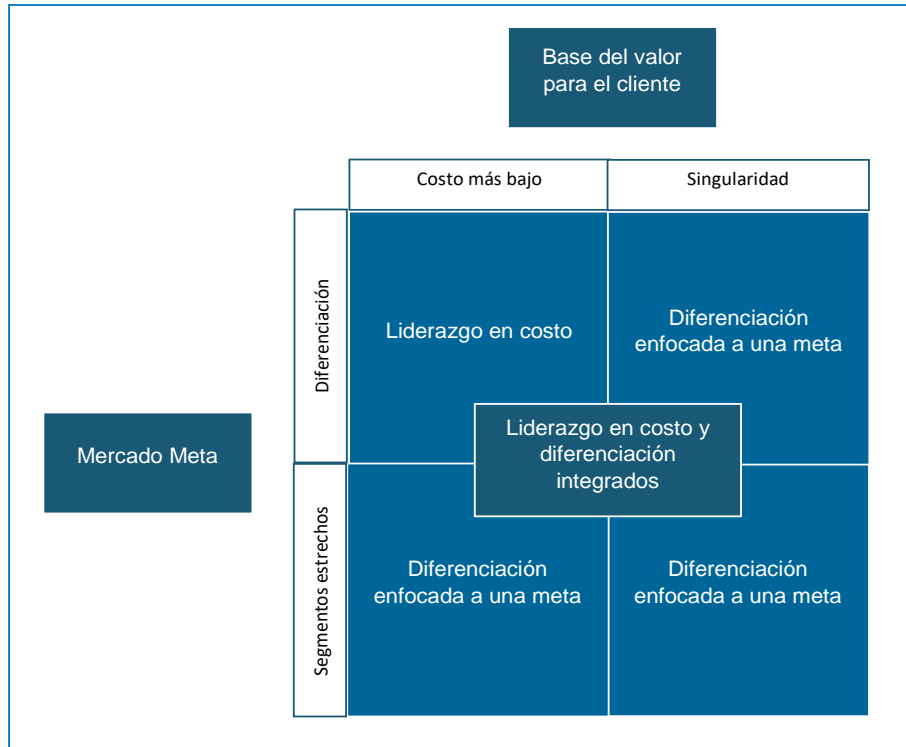 Base del valor
para el cliente
Costo más bajo
Singularidad
Diferenciación
Liderazgo en costo
Diferenciación
enfocada a una meta
Mercado Meta
Liderazgo en costo y
diferenciación
integrados
Segmentos estrechos
Diferenciación
enfocada a una meta
Diferenciación
enfocada a una meta